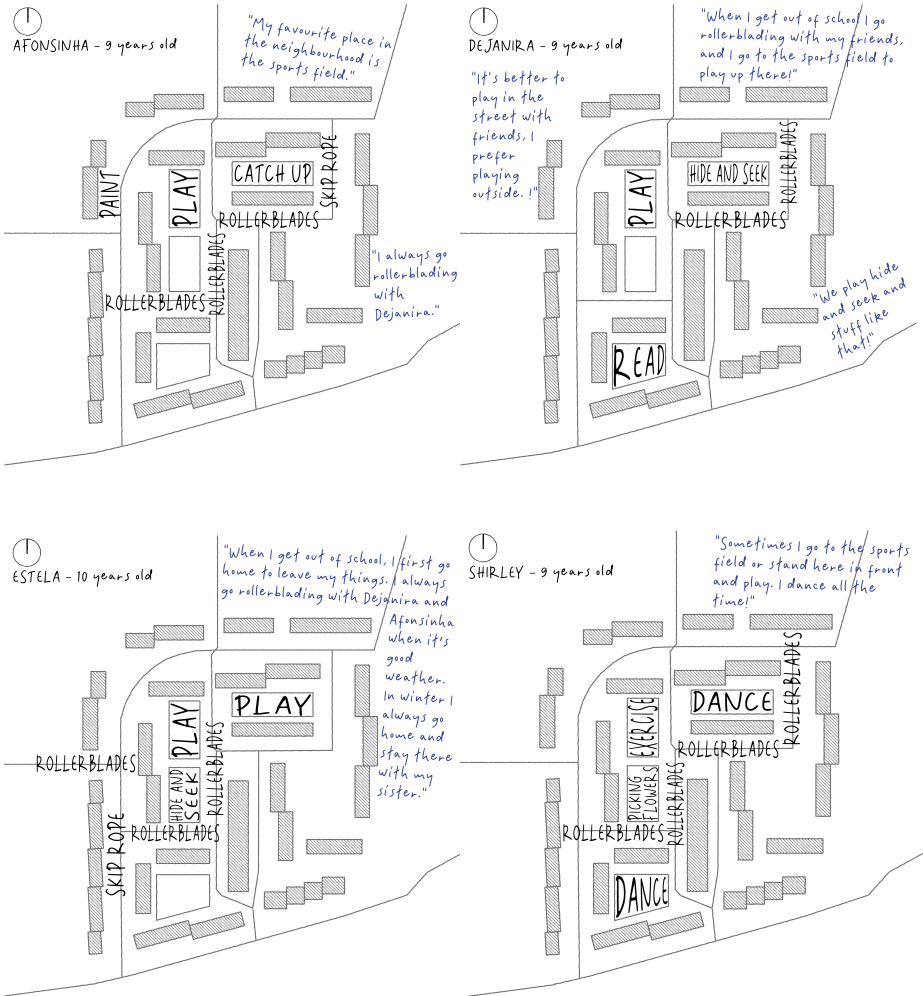 AFONSINHA - 9 years old
"My favourite place in
the neighbourhood is
the sports field."
PAINT
PLAY
CATCH UP
SKIP ROPE
ROLLERBLADES
ROLLERBLADES
ROLLERBLADES
"I always go
rollerblading
with
Dejanira."
DEJANIRA - 9 years old
"When I get out of school I go
rollerblading with my friends,
and I go to the sports field to
play up there!"
"It's better to
play in the
street with
friends, I
prefer
playing
outside. !"
PLAY
HIDE AND SEEK
ROLLERBLADES
ROLLERBLADES
READ
"We play hide
and seek and
stuff like
that!"
ESTELA - 10 years old
"When I get out of school, I first go
home to leave my things. I always
go rollerblading with Dejanira and
Afonsinha
when it's
good
weather.
In winter I
always go
home and
stay there
with my
sister."
PLAY
PLAY
ROLLERBLADES
ROLLERBLADES
HIDE AND
SEEK
ROLLERBLADES
SKIP ROPE
SHIRLEY - 9 years old
"Sometimes I go to the sports
field or stand here in front
and play. I dance all the
time!"
EXERCISE
DANCE
ROLLERBLADES
ROLLERBLADES
PICKING
FLOWERS
ROLLERBLADES
ROLLERBLADES
DANCE